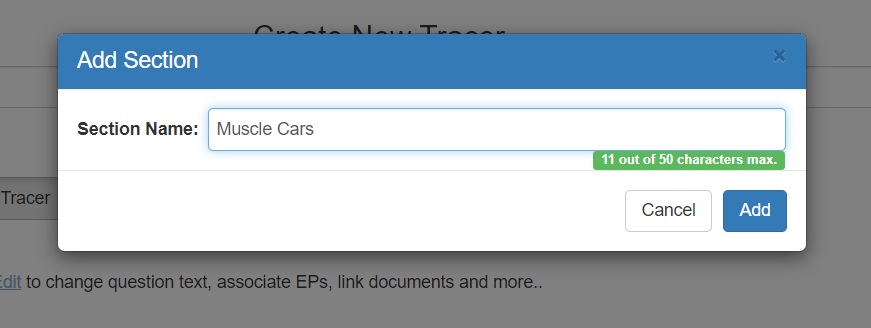 Create New Tracer
Add Section
×
Section Name: Muscle Cars
11 out of 50 characters max.
Cancel Add
Tracer
Edit to change question text, associate EPs, link documents and more..